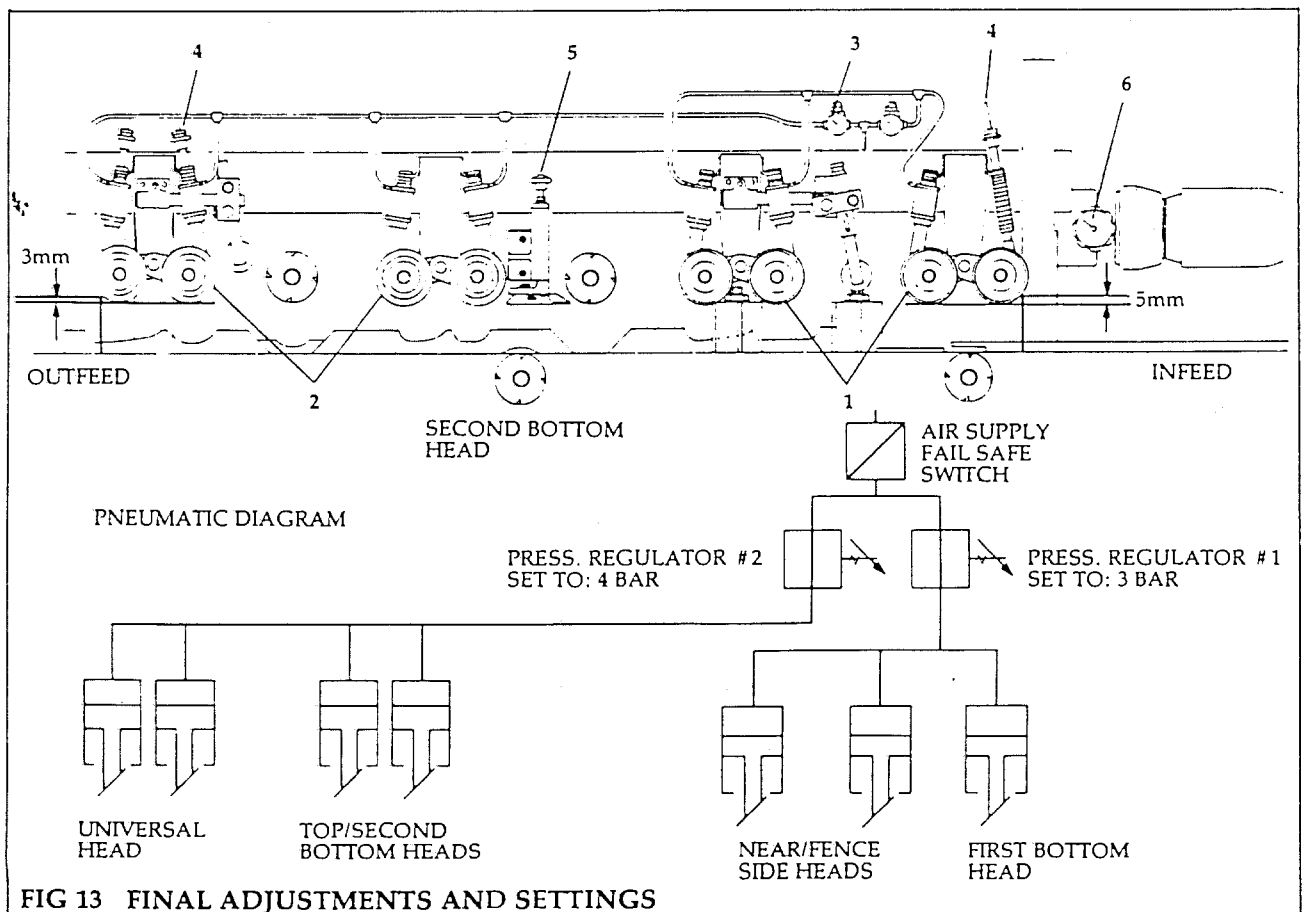 4
5
3
4
6
3mm
5mm
OUTFEED
2
1
INFEED
SECOND BOTTOM
HEAD
AIR SUPPLY
FAIL SAFE
SWITCH
PNEUMATIC DIAGRAM
PRESS. REGULATOR #2
SET TO: 4 BAR
PRESS. REGULATOR #1
SET TO: 3 BAR
UNIVERSAL
HEAD
TOP/SECOND
BOTTOM HEADS
NEAR/FENCE
SIDE HEADS
FIRST BOTTOM
HEAD
FIG 13 FINAL ADJUSTMENTS AND SETTINGS